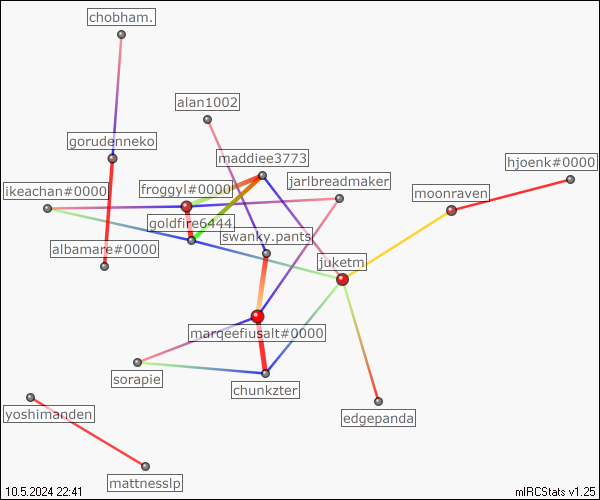 chobham.
alan1002
gorudenneko
maddiee3773
hjoenk#0000
jarlbreadmaker
ikeachan#0000
froggyl#0000
moonraven
goldfire6444
swanky.pants
albamare#0000
juketm
marqeefiusalt#0000
sorapie
chunkzter
yoshimanden
edgepanda
mattnesslp
10.5.2024 22:41
mIRCStats v1.25